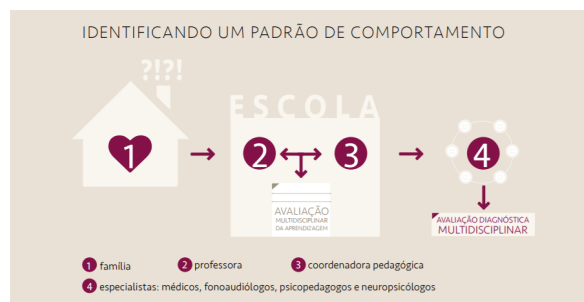 IDENTIFICANDO UM PADRÃO DE COMPORTAMENTO
?!?!
ESCOLA
1
2
3
4
AVALIAÇÃO
MULTIDISCIPLINAR
DA APRENDIZAGEM
AVALIAÇÃO DIAGNÓSTICA
MULTIDISCIPLINAR
1 família
2 professora
3 coordenadora pedagógica
4 especialistas: médicos, fonoaudiólogos, psicopedagogos e neuropsicólogos